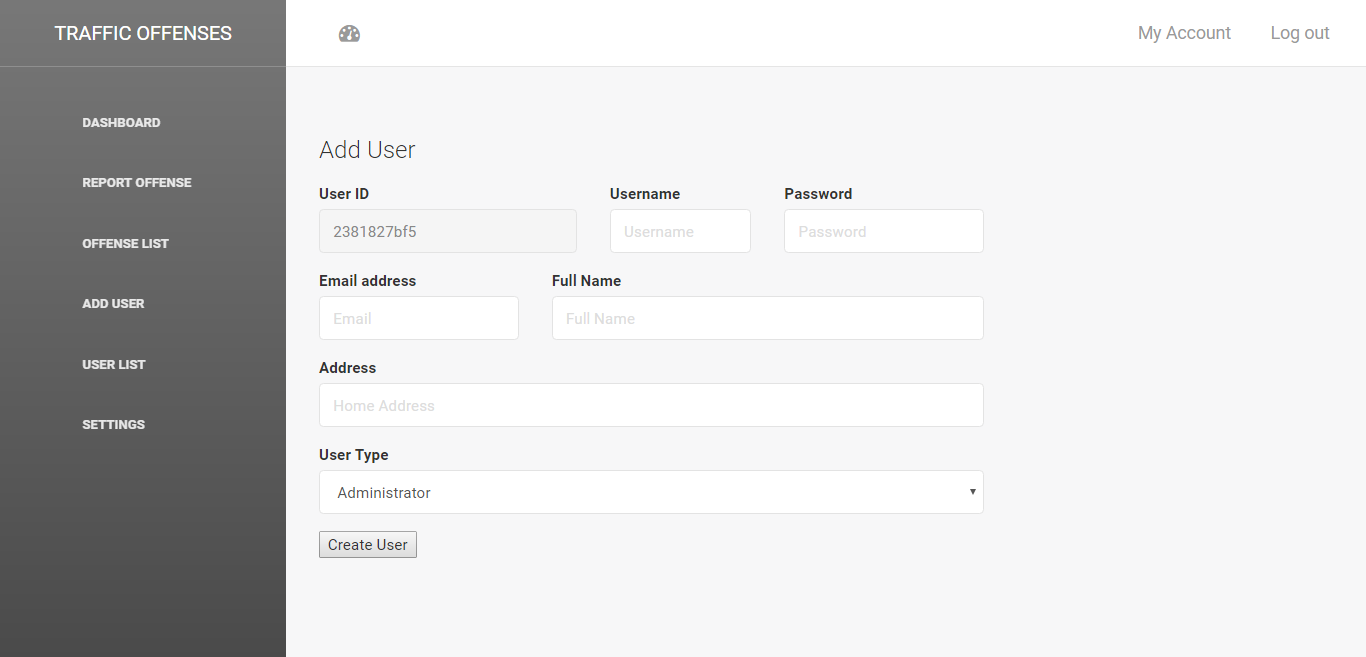 TRAFFIC OFFENSES
My Account Log out
DASHBOARD
REPORT OFFENSE
OFFENSE LIST
ADD USER
USER LIST
SETTINGS
Add User
User ID Username Password
2381827bf5 Username Password
Email address Full Name
Email Full Name
Address
Home Address
User Type
Administrator
Create User